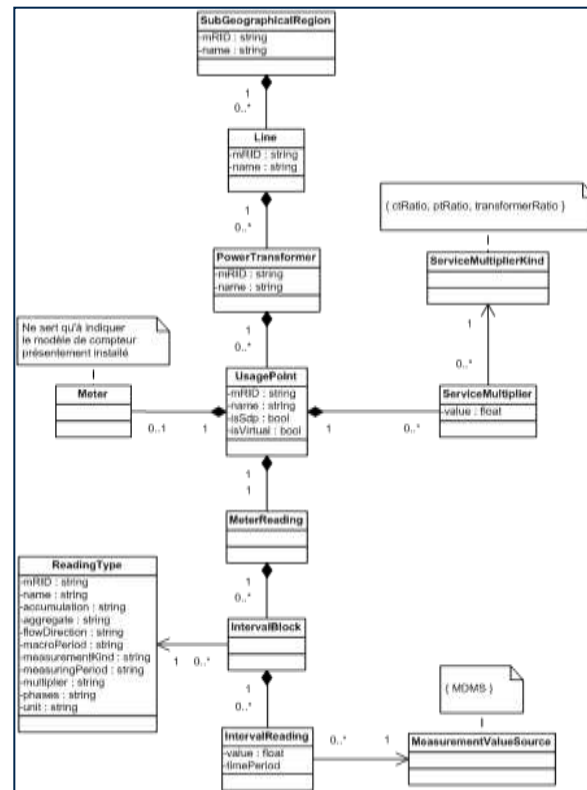 SubGeographicalRegion
-mRID : string
-name : string
1
0..*
Line
-mRID : string
-name : string
1
0..*
{ ctRatio, ptRatio, transformerRatio }
PowerTransformer
-mRID : string
-name : string
ServiceMultiplierKind
1
0..*
1
0..*
Ne sert qu'à indiquer
le modèle de compteur
présentement installé
Meter
0..1
1
UsagePoint
-mRID : string
-name : string
-isSdp : bool
-isVirtual : bool
1
0..*
ServiceMultiplier
-value : float
1
1
MeterReading
1
0..*
ReadingType
-mRID : string
-name : string
-accumulation : string
-aggregate : string
-flowDirection : string
-macroPeriod : string
-measurementKind : string
-measuringPeriod : string
-multiplier : string
-phases : string
-unit : string
1
0..*
IntervalBlock
1
0..*
{ MDMS }
IntervalReading
-value : float
-timePeriod
0..*
1
MeasurementValueSource